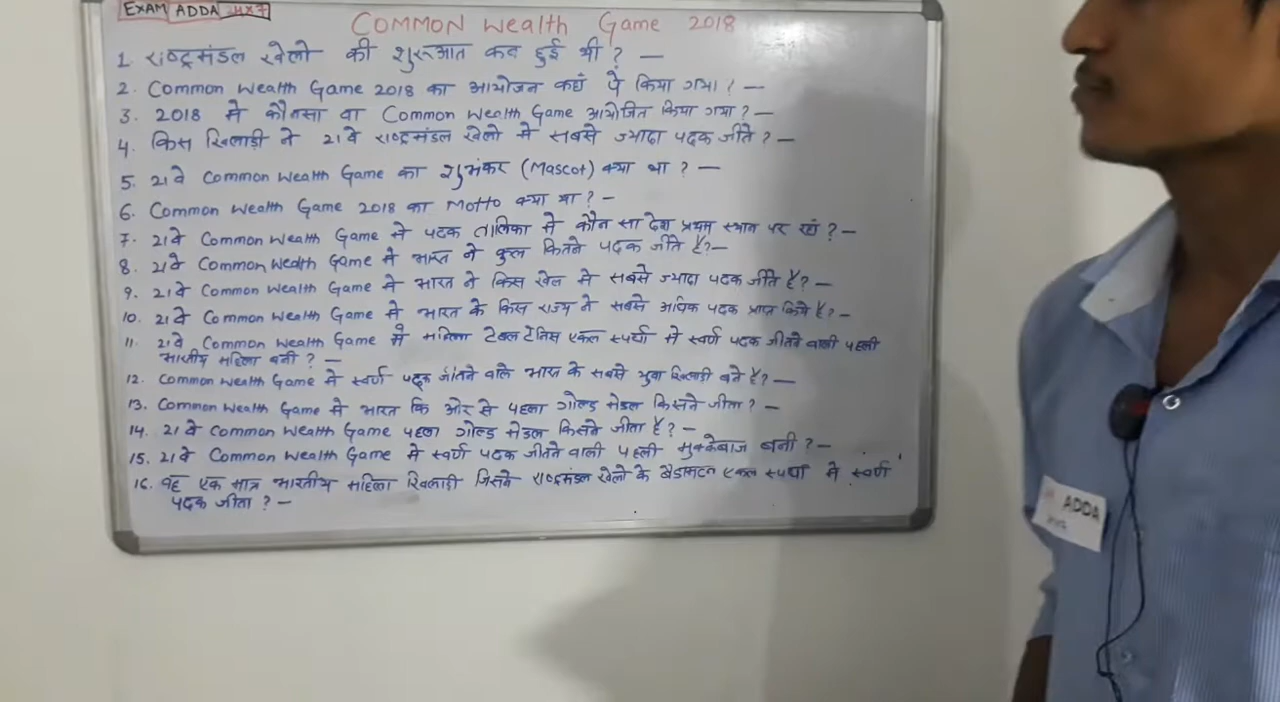 EXAM ADDA 24x7
COMMON Wealth Game 2018
1. राष्ट्रमंडल खेलो की शुरूआत कब हुई थी ? —
2. Common Wealth Game 2018 का आयोजन कहाँ पे किया गया ? —
3. 2018 मे कौनसा वा Common Wealth Game आयोजित किया गया ? —
4. किस खिलाड़ी ने 21 वे राष्ट्रमंडल खेलो मे सबसे ज्यादा पदक जीते ? —
5. 21 वे Common Wealth Game का शुभंकर (Mascot) क्या था ? —
6. Common Wealth Game 2018 का Motto क्या था ? —
7. 21 वे Common Wealth Game मे पदक तालिका मे कौन सा देश प्रथम स्थान पर रहाँ ? —
8. 21 वे Common Wealth Game मे भारत ने कुल कितने पदक जीते है? —
9. 21 वे Common Wealth Game मे भारत ने किस खेल मे सबसे ज्यादा पदक जीते है? —
10. 21 वे Common Wealth Game मे भारत के किस राज्य ने सबसे अधिक पदक प्राप्त किये है? —
11. 21 वे Common Wealth Game मे महिला टेबल टेनिस एकल स्पर्धा मे स्वर्ण पदक जीतने वाली पहली
भारतीय महिला बनी ? —
12. Common Wealth Game मे स्वर्ण पदक जीतने वाले भारत के सबसे युवा खिलाड़ी बने है? —
13. Common Wealth Game मे भारत कि ओर से पहला गोल्ड मेडल किसने जीता ? —
14. 21 वे Common Wealth Game पहला गोल्ड मेडल किसने जीता है? —
15. 21 वे Common Wealth Game मे स्वर्ण पदक जीतने वाली पहली मुक्केबाज बनी ? —
16. वह एक मात्र भारतीय महिला खिलाड़ी जिसने राष्ट्रमंडल खेलो के बैडमिंटन एकल स्पर्धा मे स्वर्ण
पदक जीता ? —
ADDA